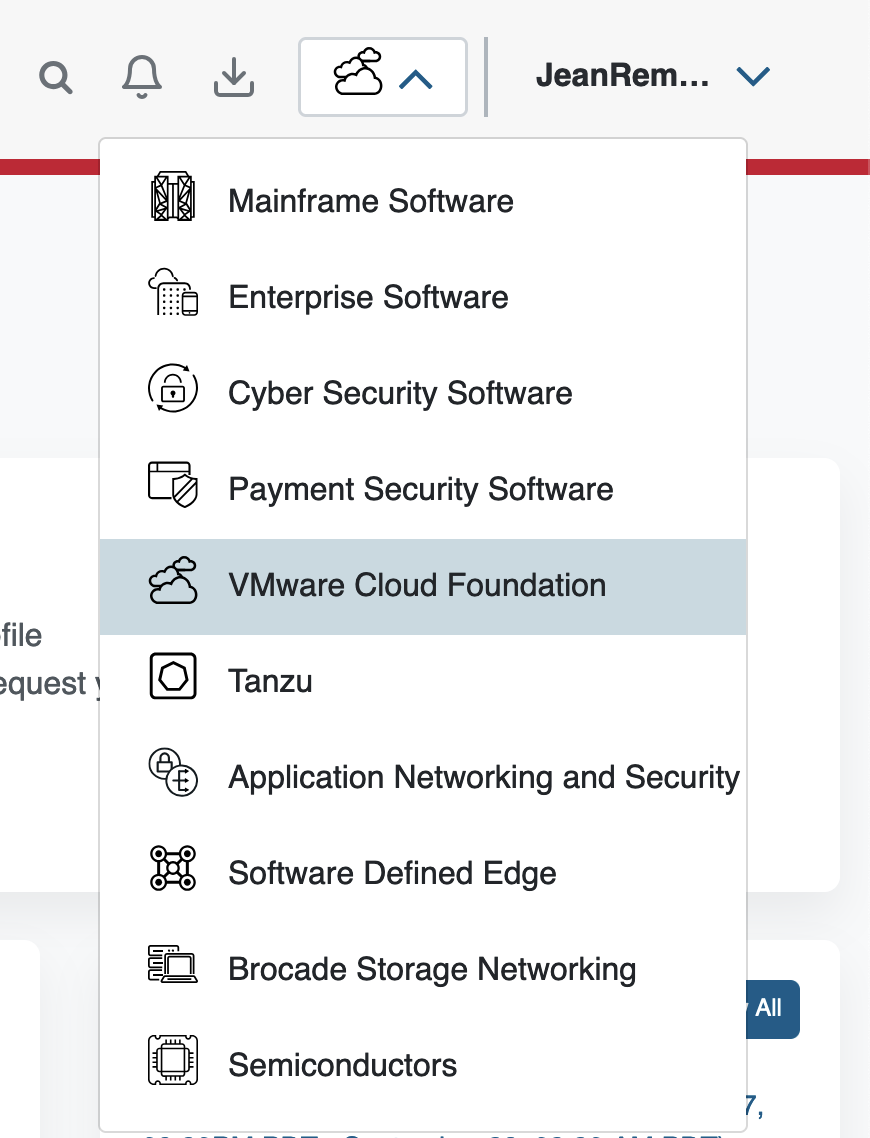 JeanRem...
Mainframe Software
Enterprise Software
Cyber Security Software
Payment Security Software
VMware Cloud Foundation
file
Tanzu
equest
Application Networking and Security
Software Defined Edge
Brocade Storage Networking
All
Semiconductors
7,